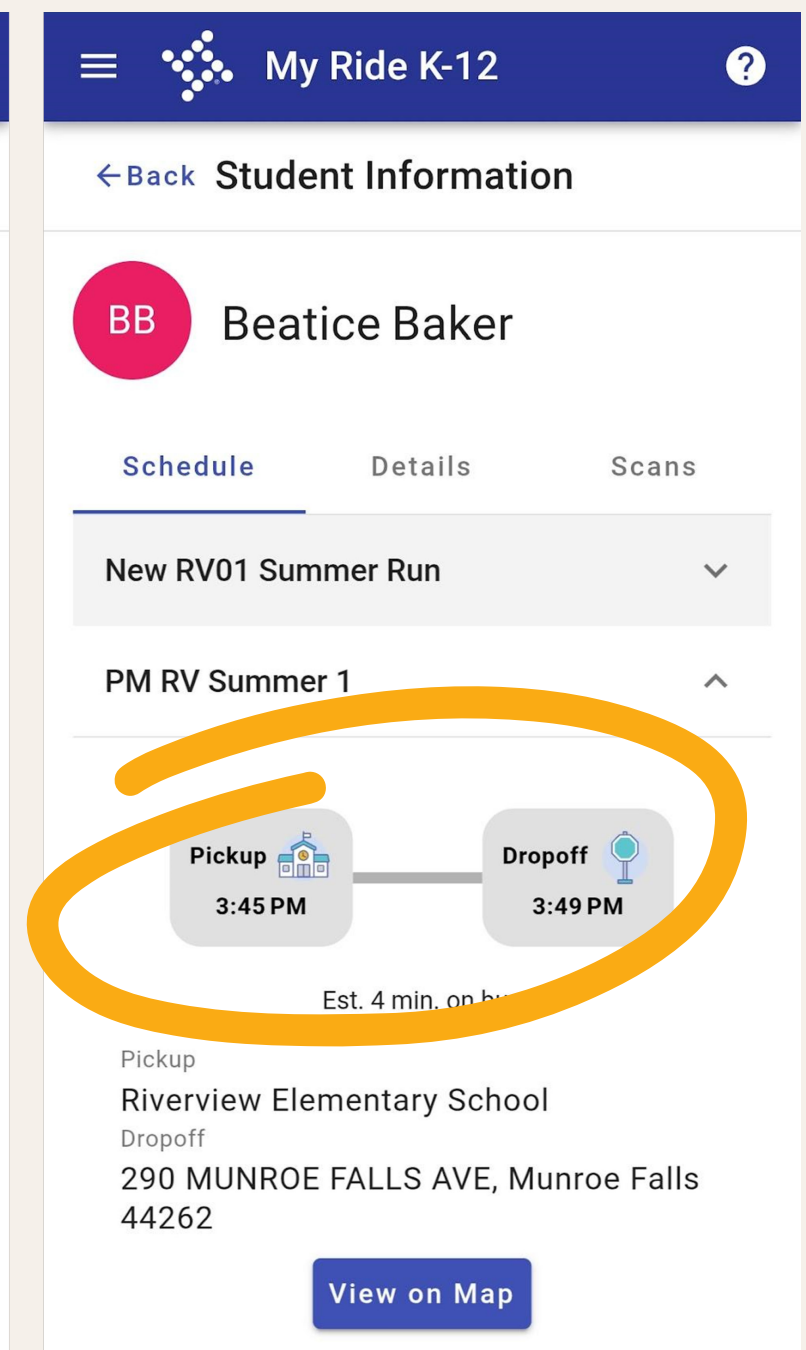 My Ride K-12
?
←Back Student Information
BB
Beatice Baker
Schedule Details Scans
New RV01 Summer Run
PM RV Summer 1
Pickup Dropoff
3:45 PM 3:49 PM
Est. 4 min. on
Pickup
Riverview Elementary School
Dropoff
290 MUNROE FALLS AVE, Munroe Falls
44262
View on Map